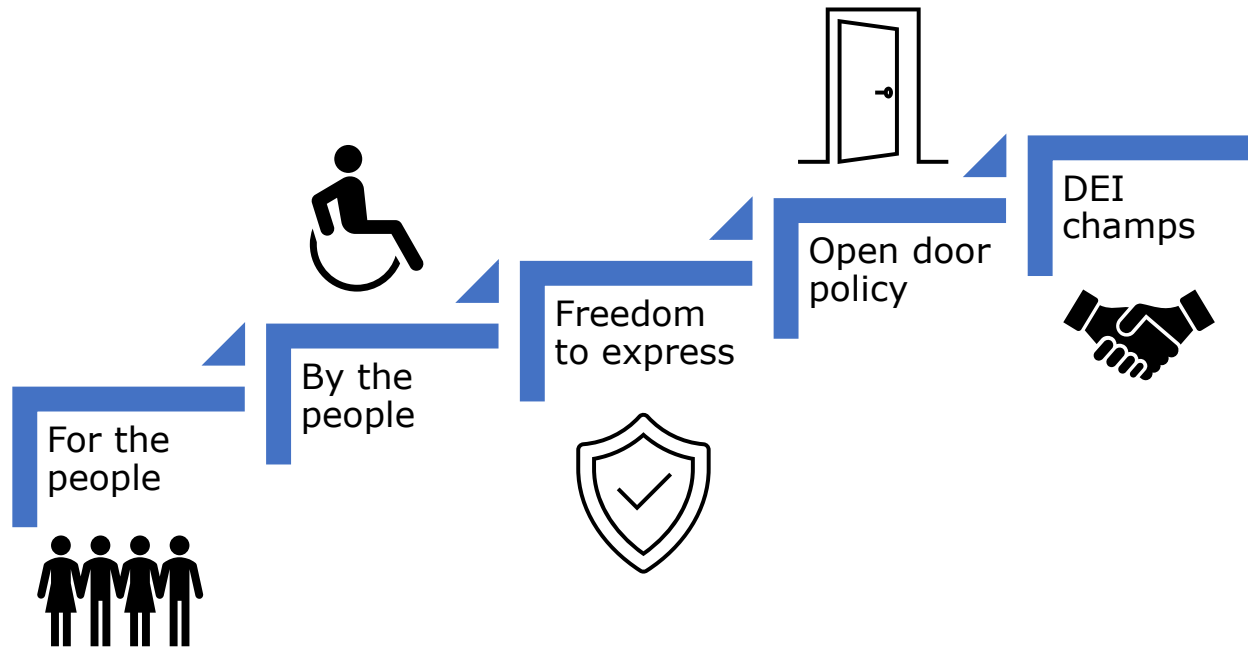 For the
people
By the
people
Freedom
to express
Open door
policy
DEI
champs